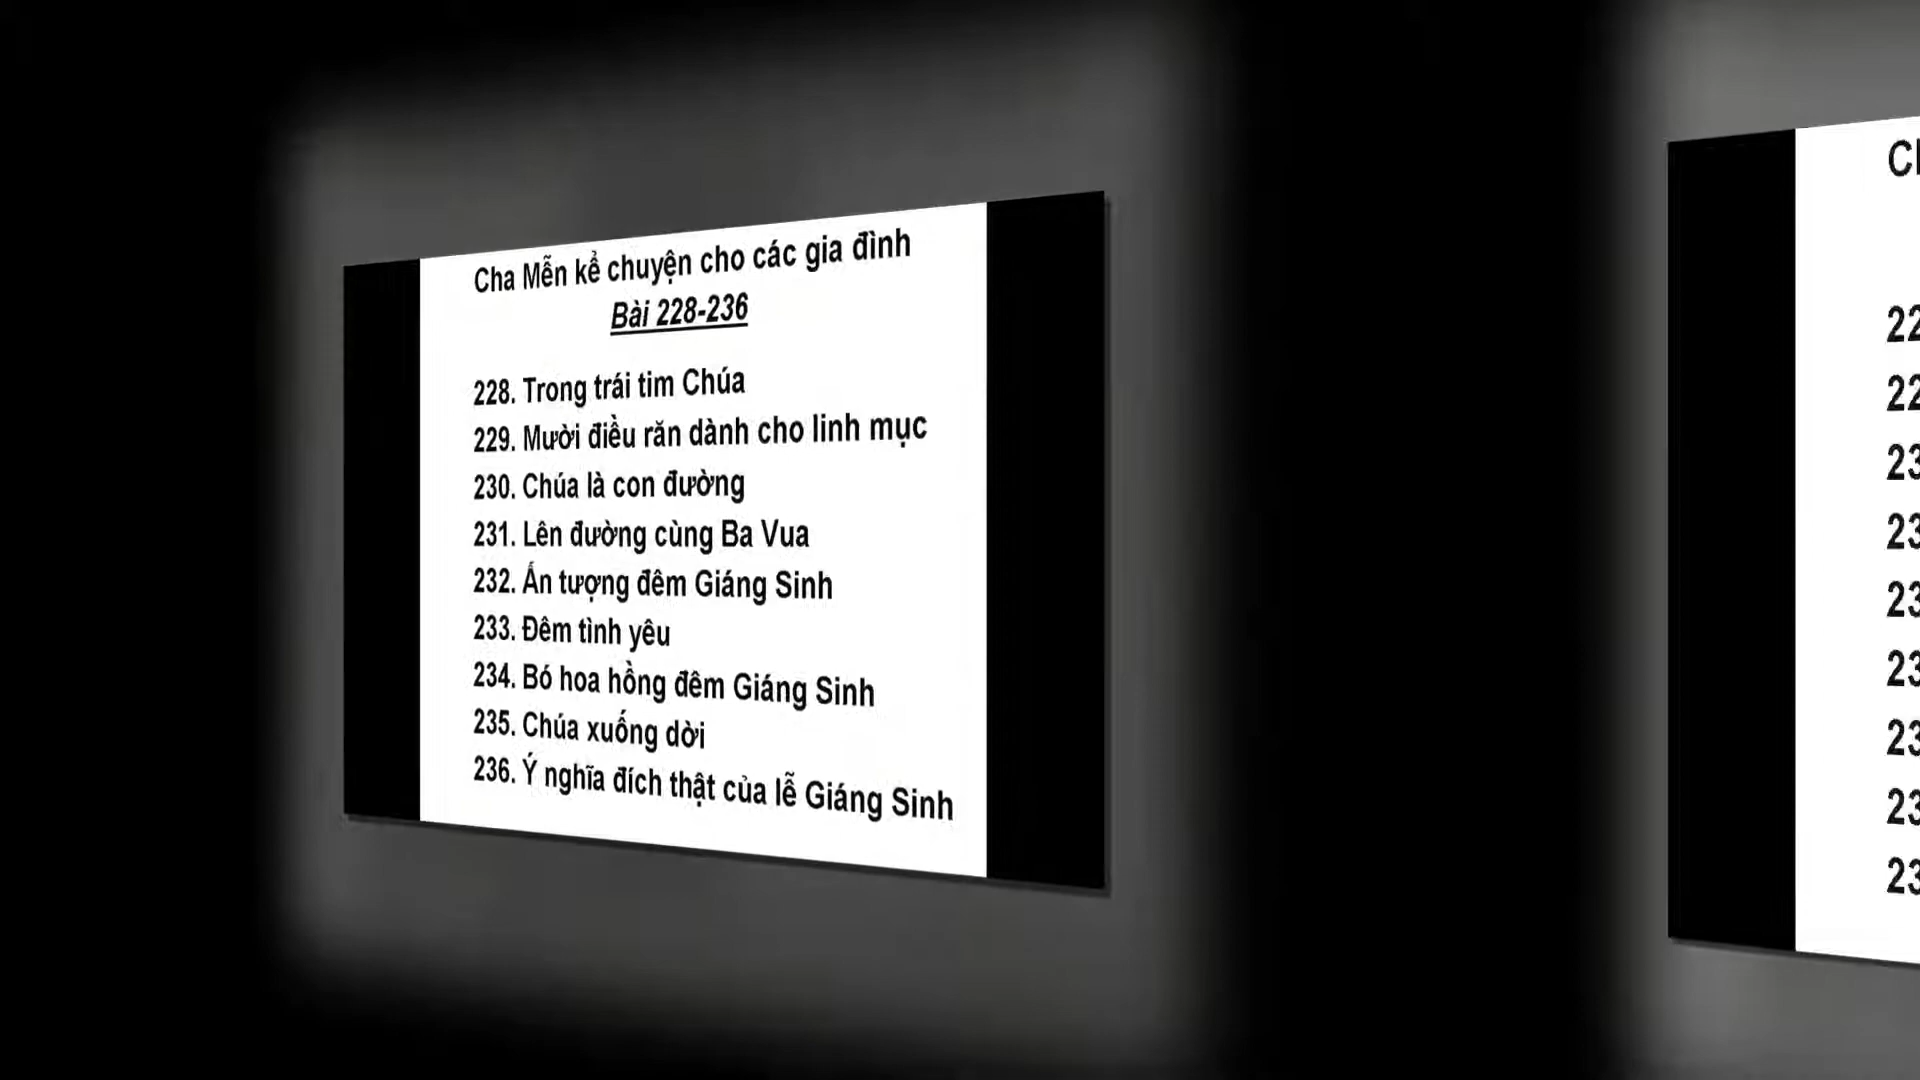 Cha Mễn kể chuyện cho các gia đình
Bài 228-236
228. Trong trái tim Chúa
229. Mười điều răn dành cho linh mục
230. Chúa là con đường
231. Lên đường cùng Ba Vua
232. Ấn tượng đêm Giáng Sinh
233. Đêm tình yêu
234. Bó hoa hồng đêm Giáng Sinh
235. Chúa xuống dời
236. Ý nghĩa đích thật của lễ Giáng Sinh